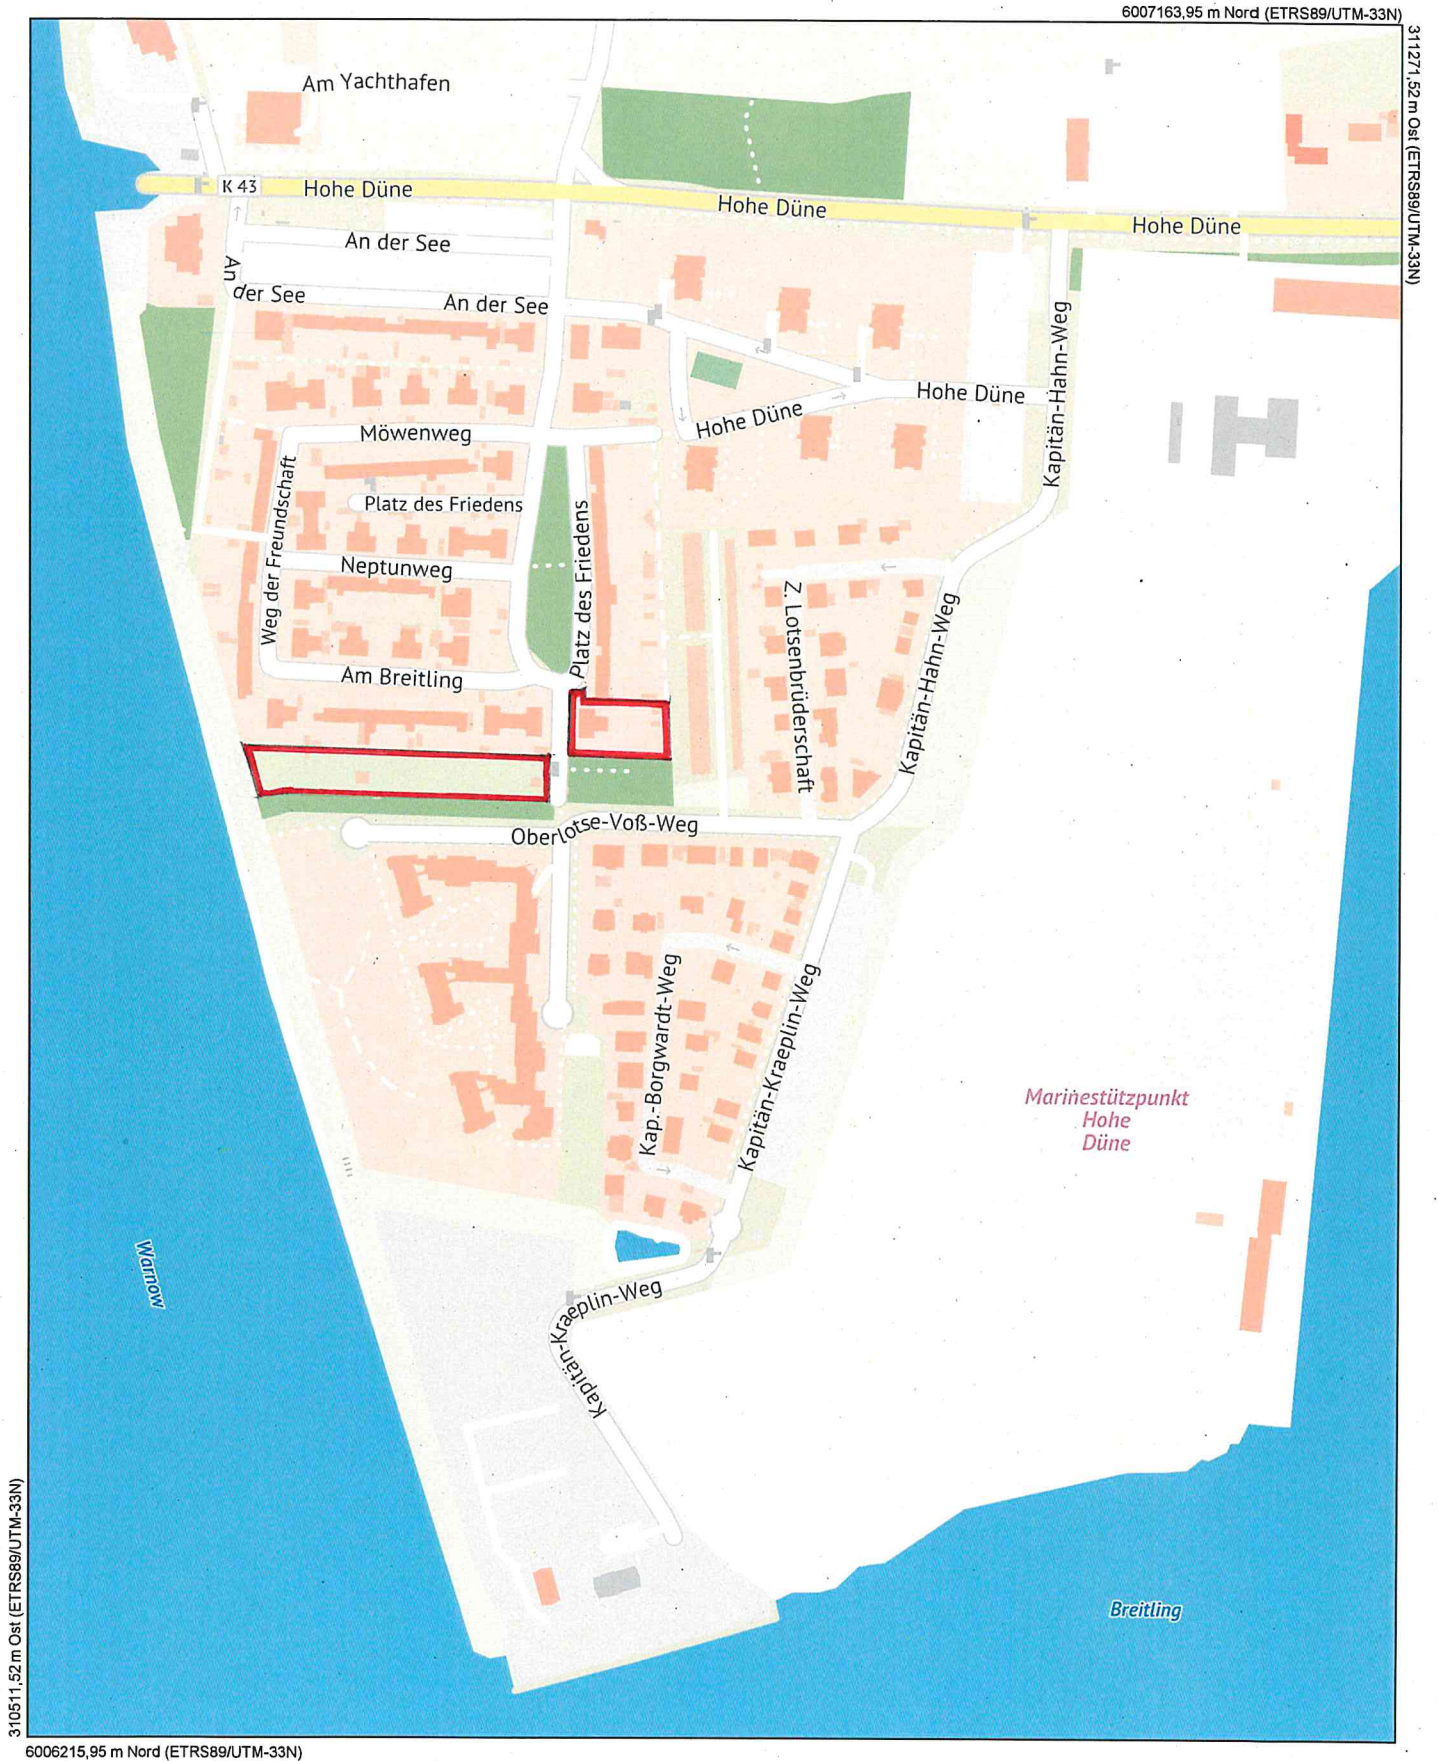 6007163,95 m Nord (ETRS89/UTM-33N)
311271,52 m Ost (ETRS89/UTM-33N)
Am Yachthafen
K 43
Hohe Düne
Hohe Düne
Hohe Düne
An der See
An
der See
An der See
Kapitän-Hahn-Weg
Hohe Düne
Hohe Düne
Möwenweg
Weg der Freundschaft
Platz des Friedens
Platz des Friedens
Neptunweg
Z. Lotsenbrüderschaft
Kapitän-Hahn-Weg
Am Breitling
Oberlotse-Voß-Weg
Kap.-Borgwardt-Weg
Kapitän-Kraeplin-Weg
Marinestützpunkt
Hohe
Düne
Warnow
Kapitän-Kraeplin-Weg
Breitling
310511,52 m Ost (ETRS89/UTM-33N)
6006215,95 m Nord (ETRS89/UTM-33N)